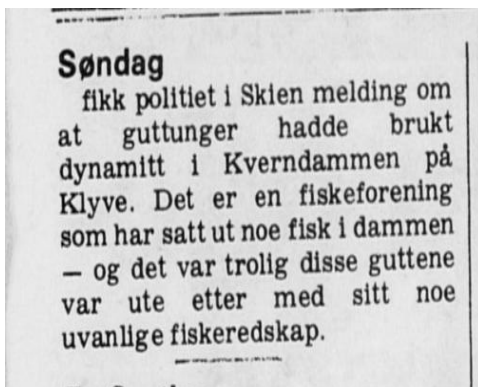 Søndag
fikk politiet i Skien melding om
at guttunger hadde brukt
dynamitt i Kverndammen på
Klyve. Det er en fiskeforening
som har satt ut noe fisk i dammen
— og det var trolig disse guttene
var ute etter med sitt noe
uvanlige fiskeredskap.